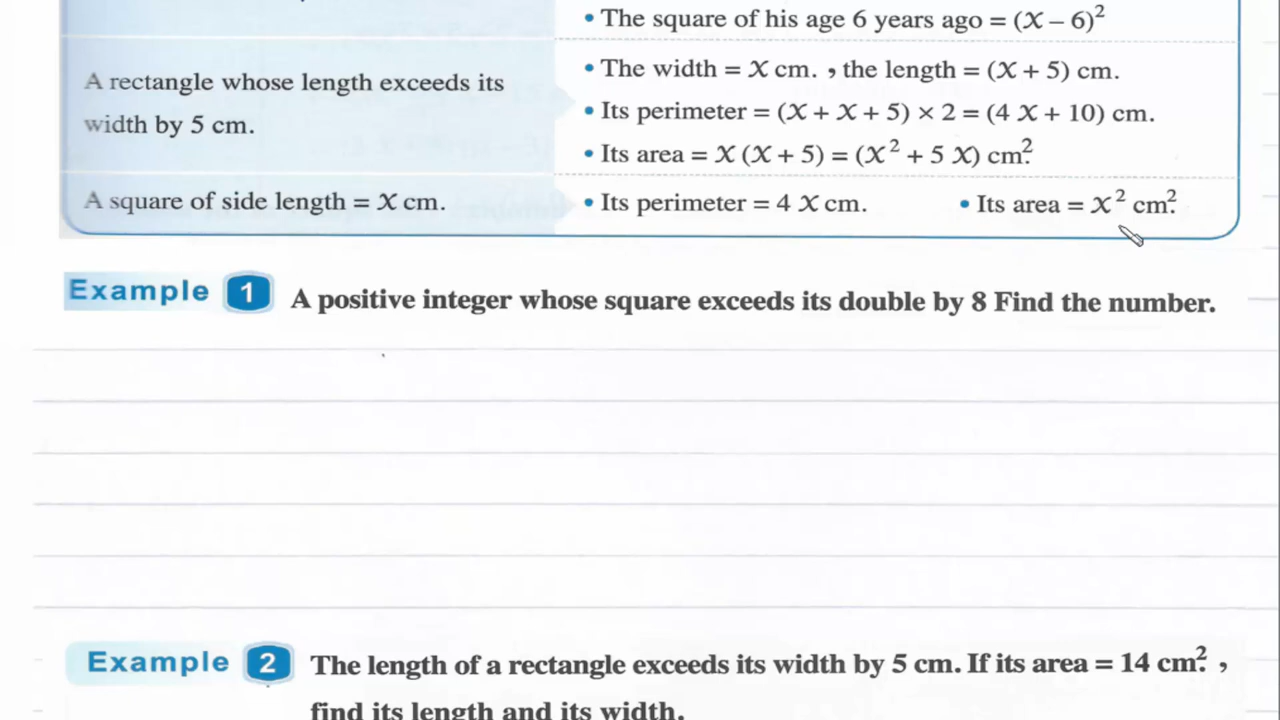 • The square of his age 6 years ago = (X – 6)²
A rectangle whose length exceeds its
width by 5 cm.
• The width = X cm. , the length = (X + 5) cm.
• Its perimeter = (X + X + 5) × 2 = (4 X + 10) cm.
• Its area = X (X + 5) = (X² + 5 X) cm².
A square of side length = X cm.
• Its perimeter = 4 X cm.
• Its area = X² cm².
Example 1 A positive integer whose square exceeds its double by 8 Find the number.
Example 2 The length of a rectangle exceeds its width by 5 cm. If its area = 14 cm². ,
find its length and its width.